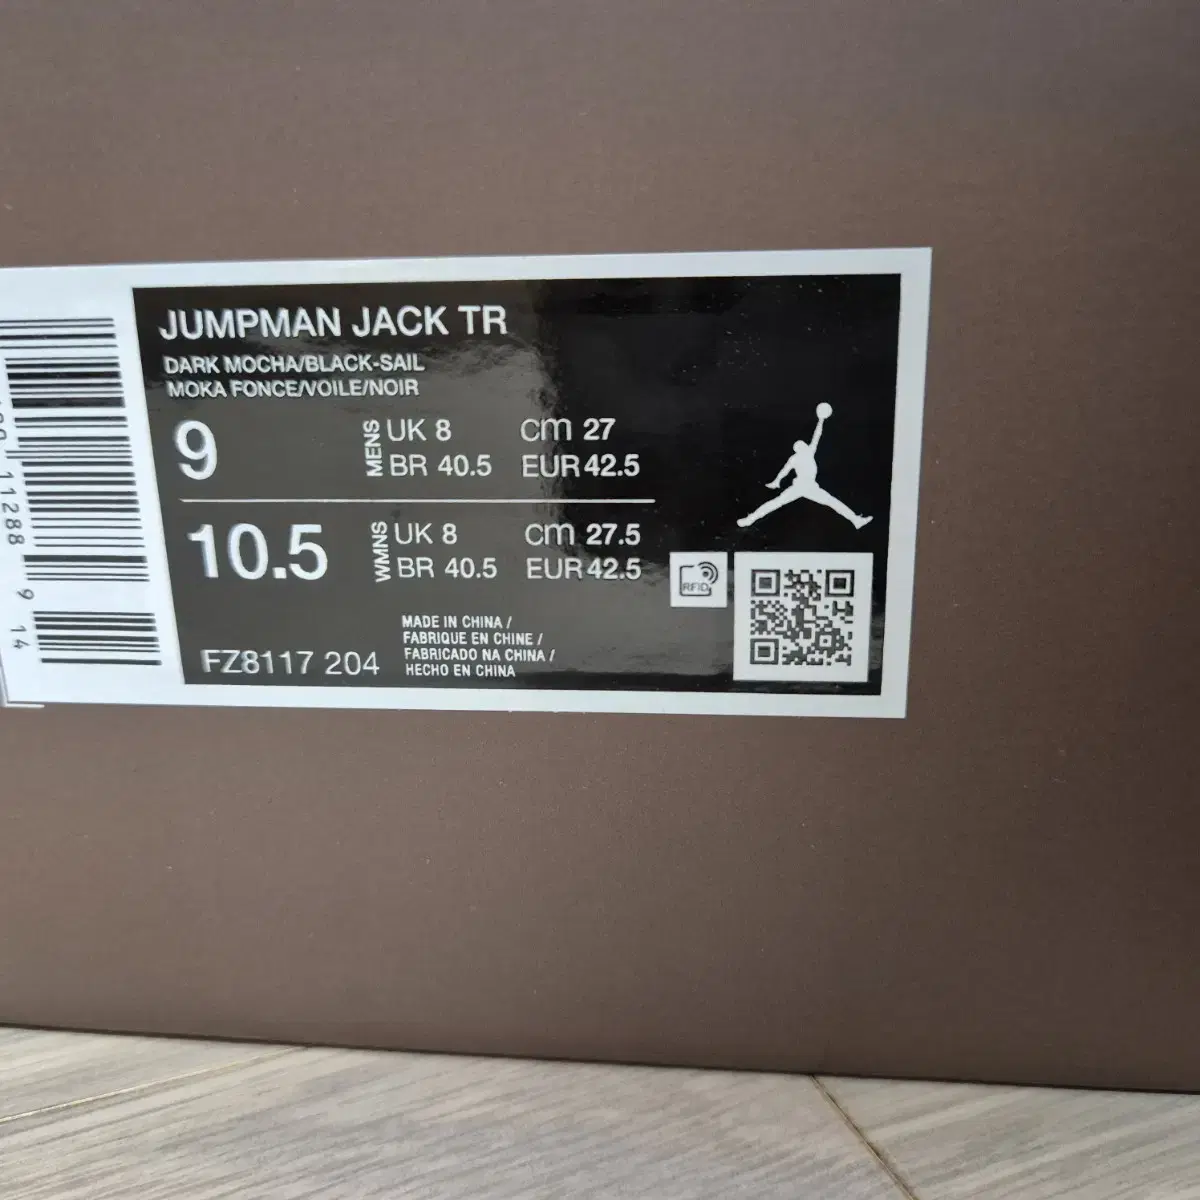 JUMPMAN JACK TR
DARK MOCHA/BLACK-SAIL
MOKA FONCE/VOILE/NOIR
9
MENS
UK 8
cm 27
BR 40.5
EUR 42.5
10.5
WMNS
UK 8
cm 27.5
BR 40.5
EUR 42.5
RFID
FZ8117 204
MADE IN CHINA /
FABRIQUE EN CHINE /
FABRICADO NA CHINA /
HECHO EN CHINA
11288 9 14